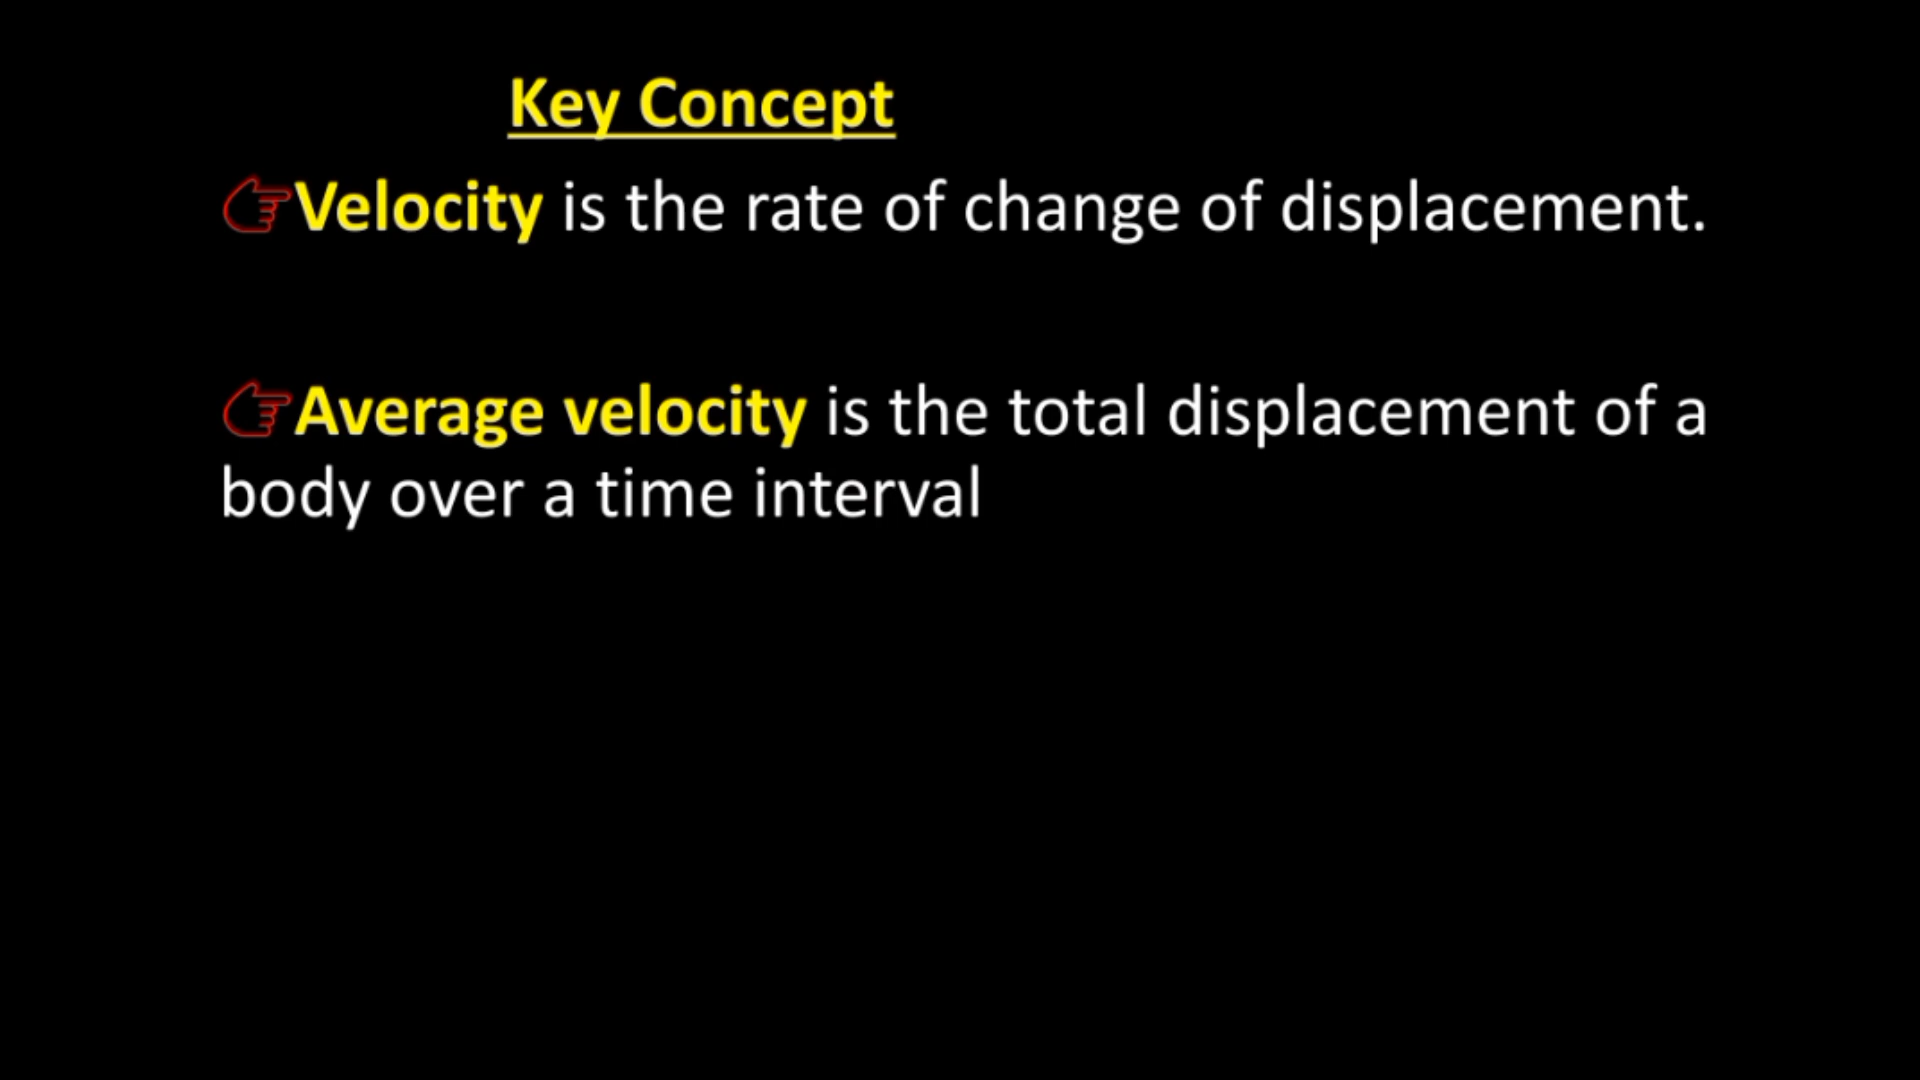 Key Concept
☞Velocity is the rate of change of displacement.
☞Average velocity is the total displacement of a
body over a time interval